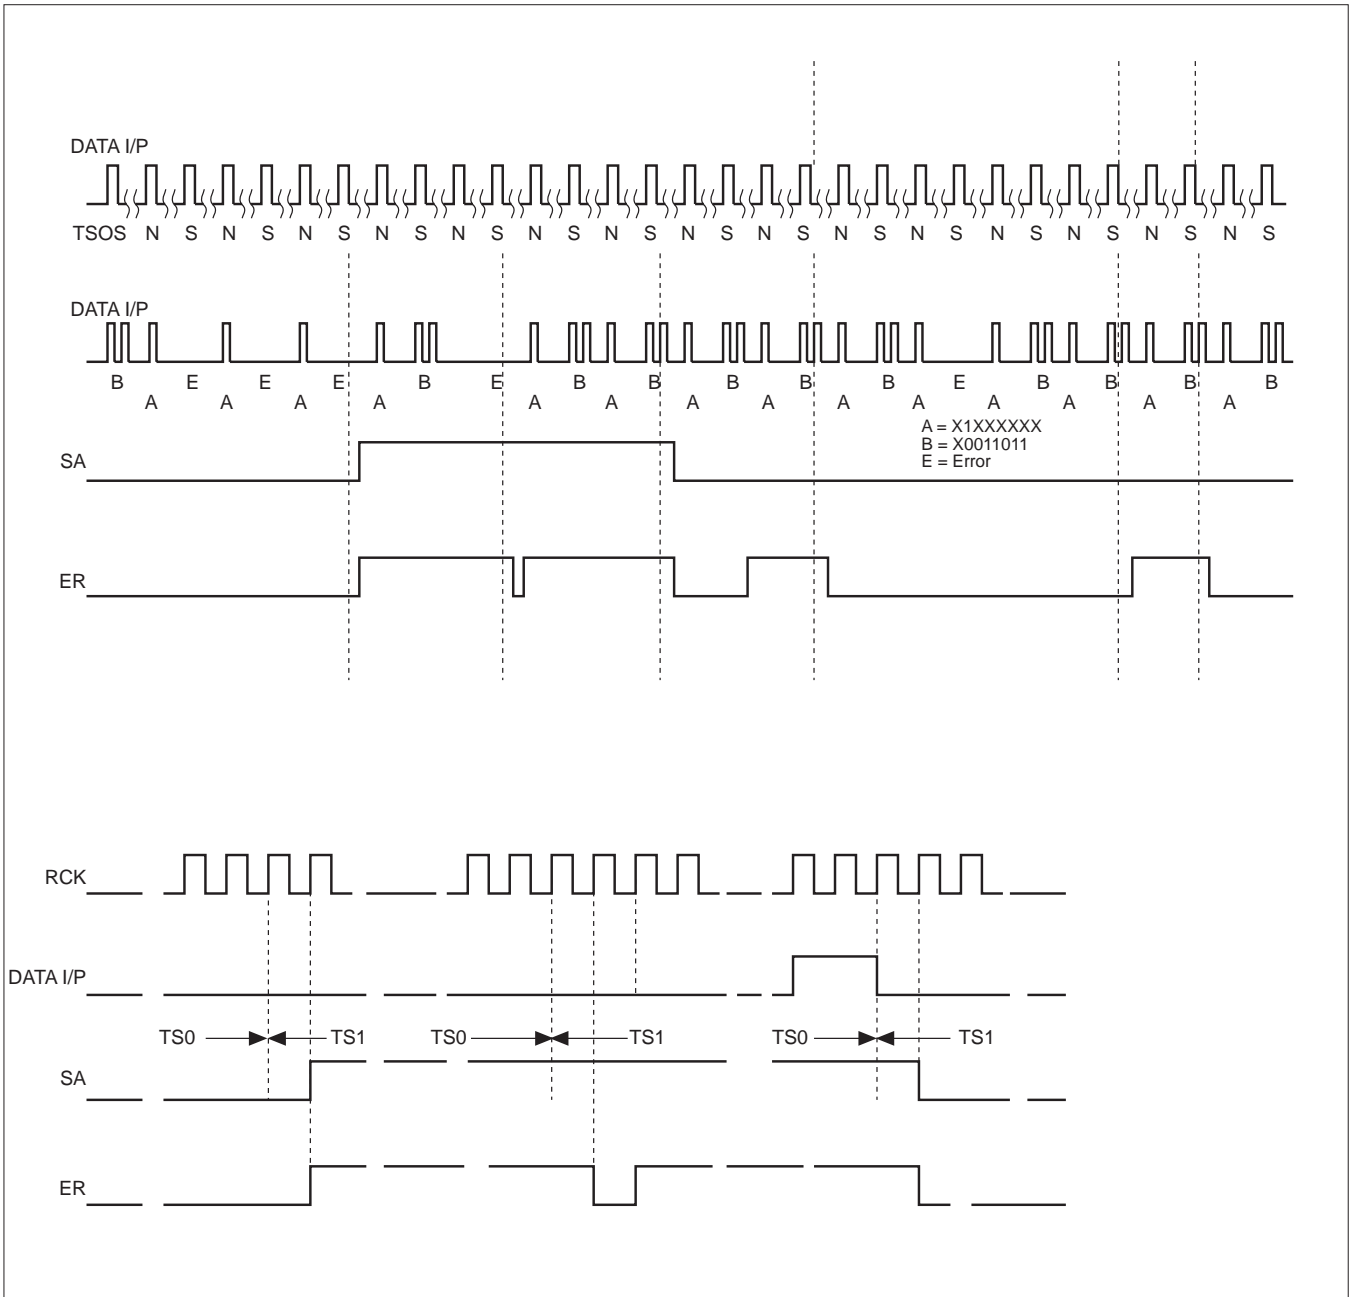 DATA I/P
TSOS N S N S N S N S N S N S N S N S N S N S N S N S N S N S N S
DATA I/P
B E E E B E B B B B B E B B B B
A A A A A A A A A A A A A A A
A = X1XXXXXX
B = X0011011
E = Error
SA
ER
RCK
DATA I/P
TS0 TS1 TS0 TS1 TS0 TS1
SA
ER